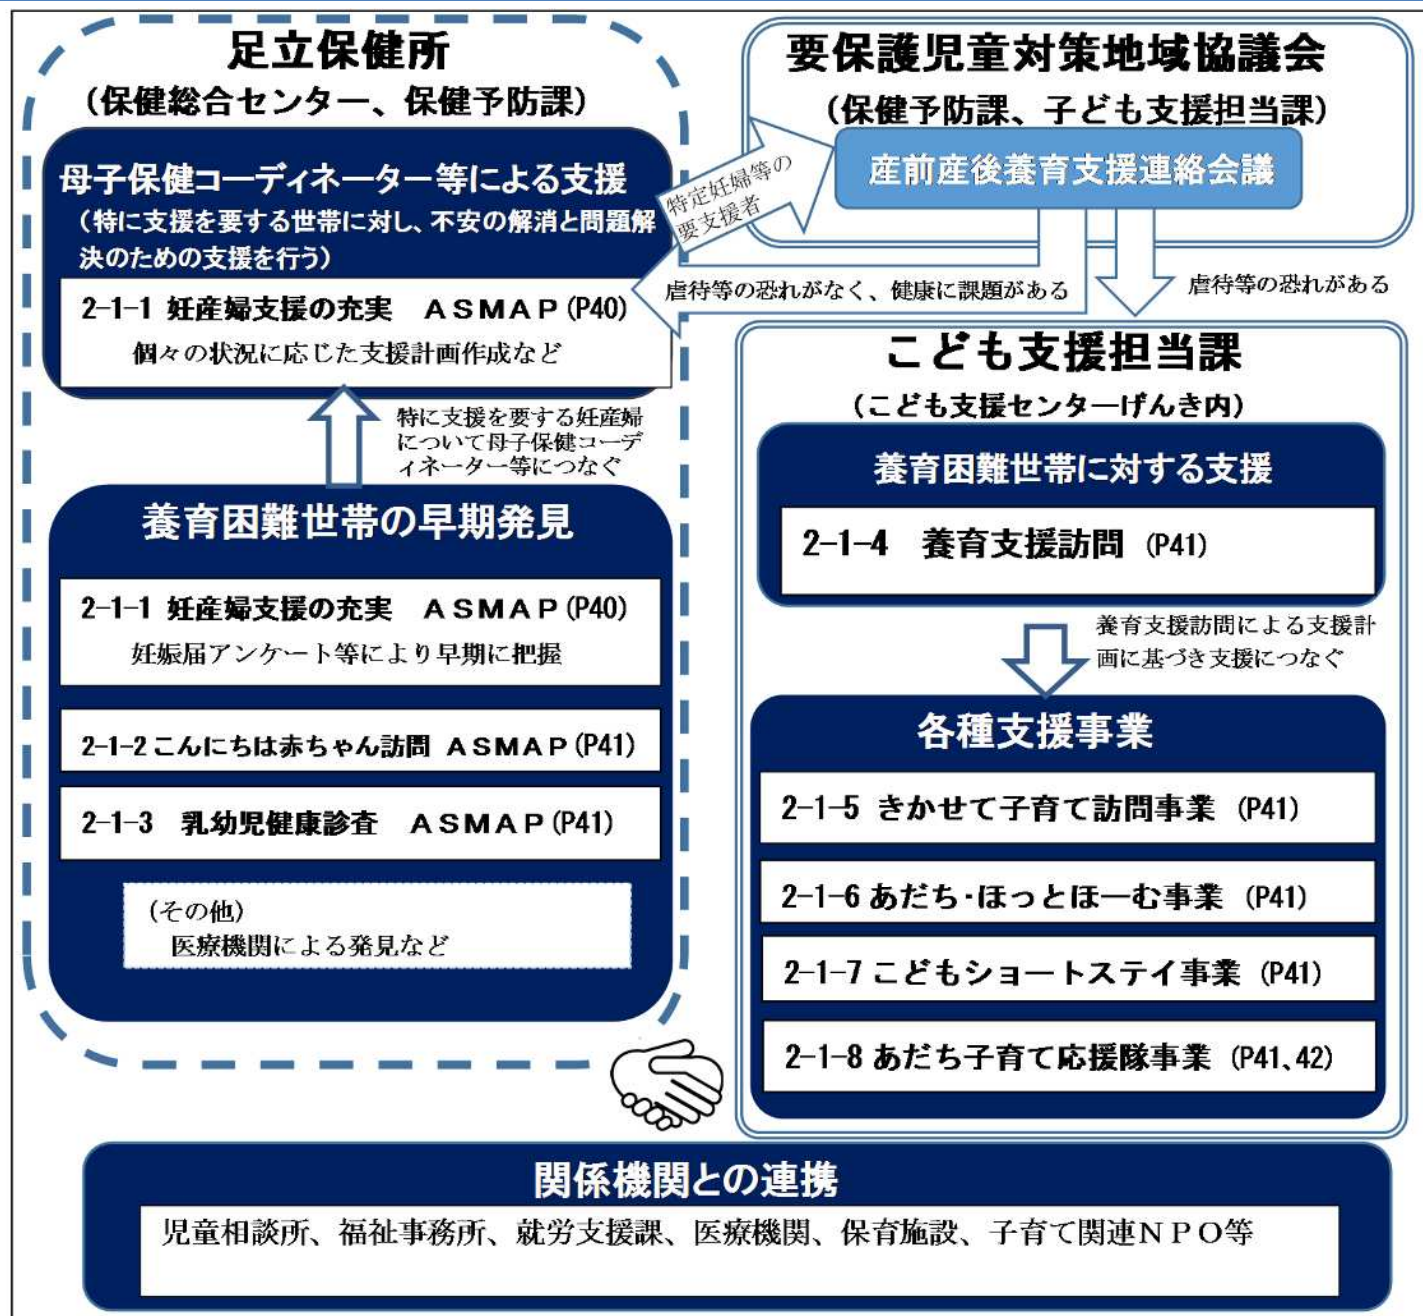 足立保健所
（保健総合センター、保健予防課）
母子保健コーディネーター等による支援
（特に支援を要する世帯に対し、不安の解消と問題解
決のための支援を行う）
2-1-1 妊産婦支援の充実　ＡＳＭＡＰ(P40)
個々の状況に応じた支援計画作成など
特に支援を要する妊産婦
について母子保健コーデ
ィネーター等につなぐ
養育困難世帯の早期発見
2-1-1 妊産婦支援の充実　ＡＳＭＡＰ(P40)
妊娠届アンケート等により早期に把握
2-1-2 こんにちは赤ちゃん訪問 ＡＳＭＡＰ(P41)
2-1-3　乳幼児健康診査　ＡＳＭＡＰ(P41)
（その他）
医療機関による発見など
特定妊婦等の
要支援者
要保護児童対策地域協議会
（保健予防課、子ども支援担当課）
産前産後養育支援連絡会議
虐待等の恐れがなく、健康に課題がある
虐待等の恐れがある
こども支援担当課
（こども支援センターげんき内）
養育困難世帯に対する支援
2-1-4　養育支援訪問 (P41)
養育支援訪問による支援計
画に基づき支援につなぐ
各種支援事業
2-1-5 きかせて子育て訪問事業 (P41)
2-1-6 あだち・ほっとほーむ事業 (P41)
2-1-7 こどもショートステイ事業 (P41)
2-1-8 あだち子育て応援隊事業 (P41、42)
関係機関との連携
児童相談所、福祉事務所、就労支援課、医療機関、保育施設、子育て関連ＮＰＯ等